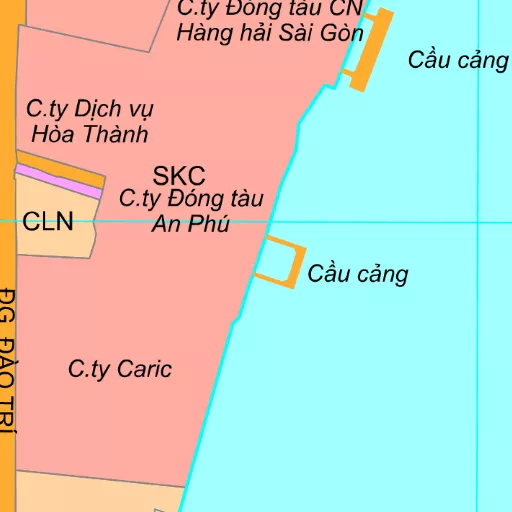 C.ty Đóng tàu CN
Hàng hải Sài Gòn
Cầu cảng
C.ty Dịch vụ
Hòa Thành
SKC
C.ty Đóng tàu
An Phú
CLN
Cầu cảng
ĐG ĐÀO TRÍ
C.ty Caric